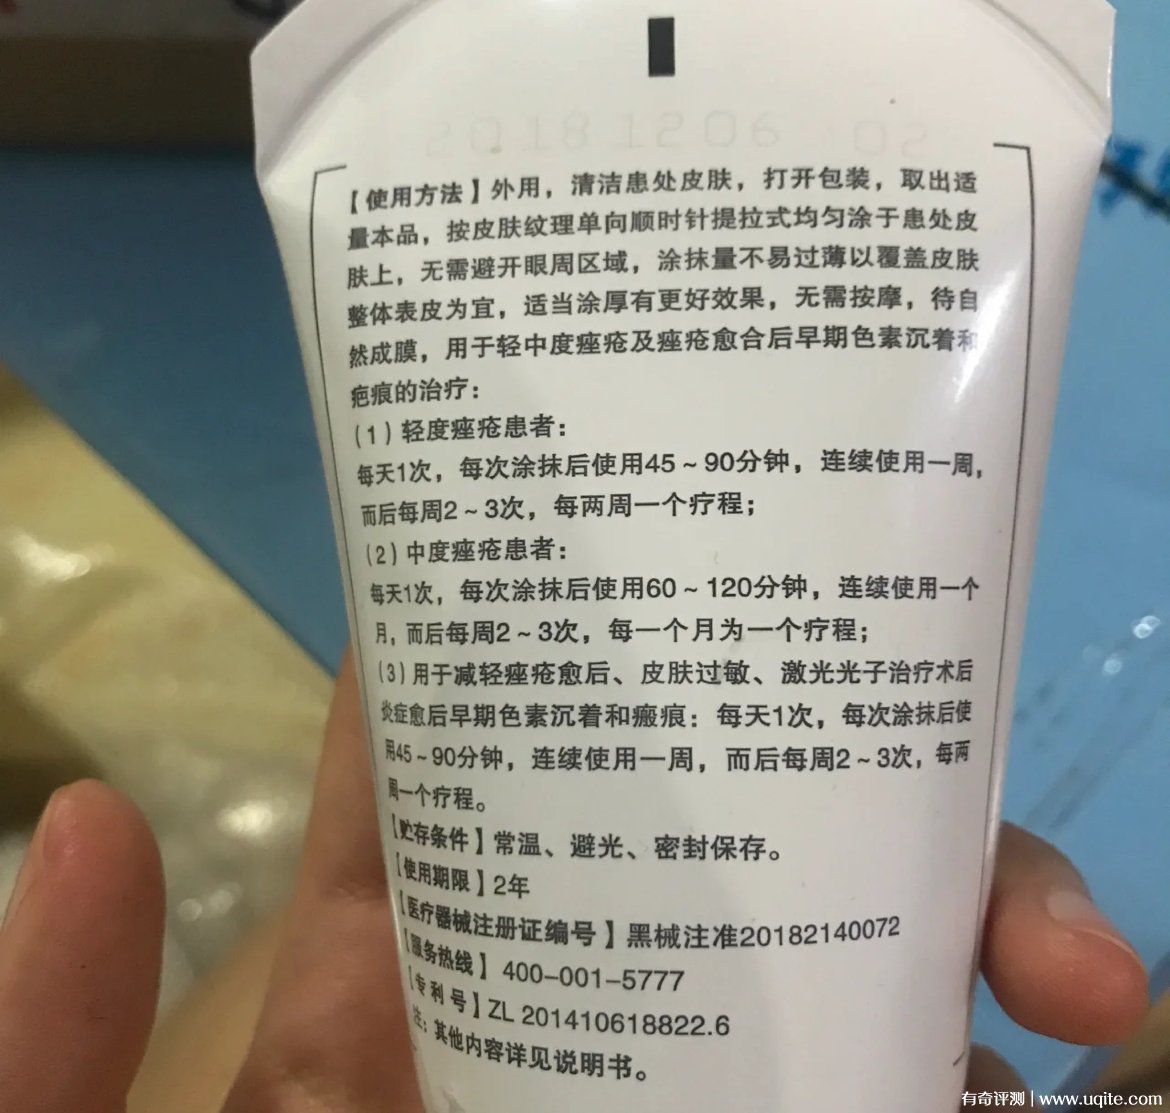 20181206 02
【使用方法】外用，清洁患处皮肤，打开包装，取出适
量本品，按皮肤纹理单向顺时针提拉式均匀涂于患处皮
肤上，无需避开眼周区域，涂抹量不易过薄以覆盖皮肤
整体表皮为宜，适当涂厚有更好效果，无需按摩，待自
然成膜，用于轻中度痤疮及痤疮愈合后早期色素沉着和
疤痕的治疗：
（1）轻度痤疮患者：
每天1次，每次涂抹后使用45～90分钟，连续使用一周，
而后每周2～3次，每两周一个疗程；
（2）中度痤疮患者：
每天1次，每次涂抹后使用60～120分钟，连续使用一个
月，而后每周2～3次，每一个月为一个疗程；
（3）用于减轻痤疮愈后、皮肤过敏、激光光子治疗术后
炎症愈后早期色素沉着和瘢痕：每天1次，每次涂抹后使
用45～90分钟，连续使用一周，而后每周2～3次，每两
周一个疗程。
【贮存条件】常温、避光、密封保存。
【使用期限】2年
【医疗器械注册证编号】黑械注准20182140072
【服务热线】400-001-5777
【专利号】ZL 201410618822.6
注：其他内容详见说明书。
有奇评测 | www.uqite.com